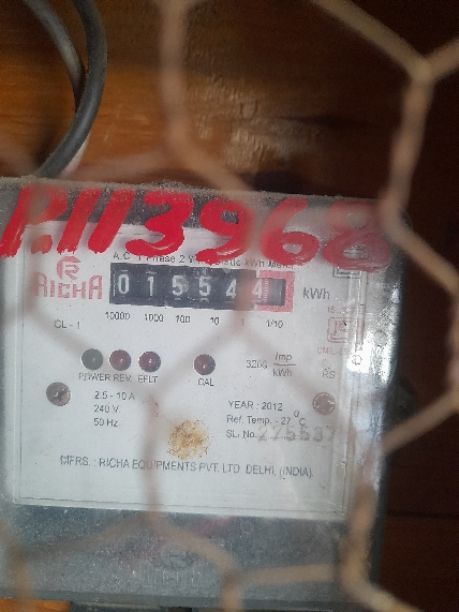 P.113968
A.C 1 Phase 2
R
RICHA
015544 kWh
10000 1000 100 10 1 1/10
CL - 1
Imp
kWh
POWER REV. EFLT CAL
RS
2.5 - 10 A
240 V.
50 Hz
YEAR : 2012
Ref. Temp. - 27 °C
SL. No.
MFRS. : RICHA EQUIPMENTS PVT. LTD. DELHI, (INDIA).